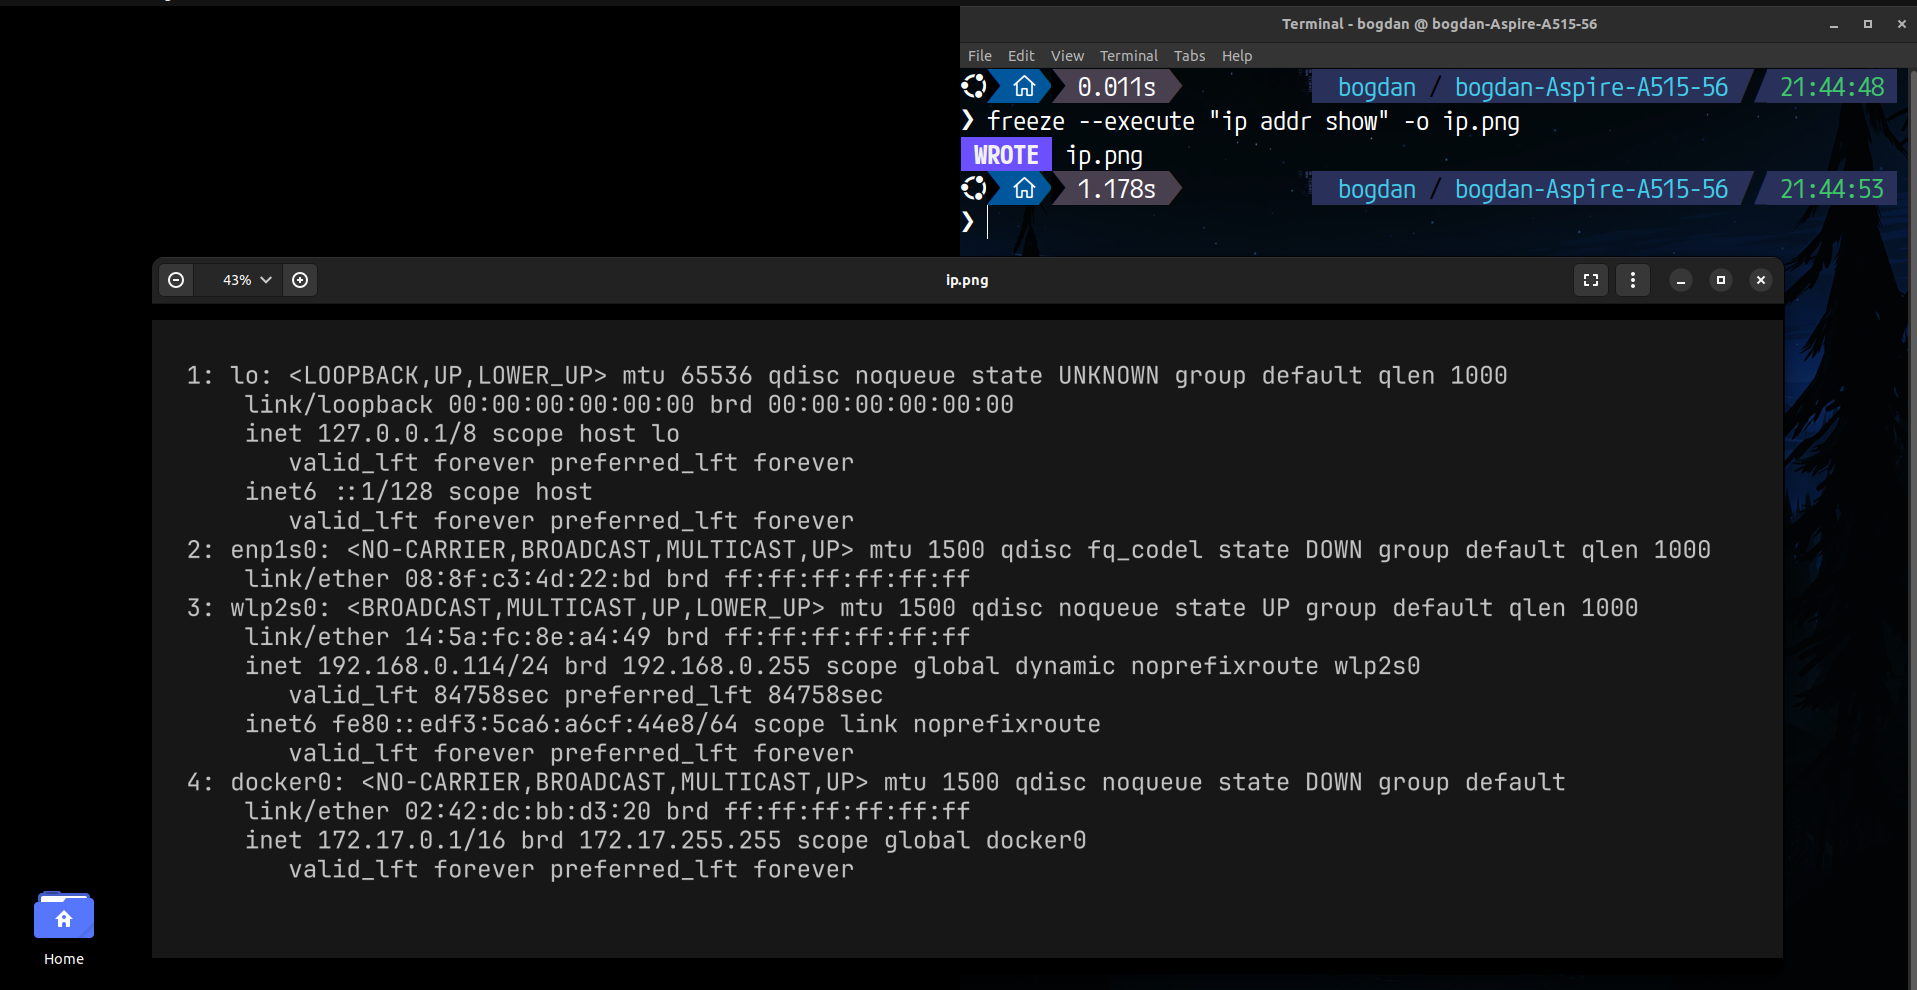 Terminal - bogdan @ bogdan-Aspire-A515-56
File Edit View Terminal Tabs Help
0.011s bogdan / bogdan-Aspire-A515-56 21:44:48
❯ freeze --execute "ip addr show" -o ip.png
WROTE ip.png
1.178s bogdan / bogdan-Aspire-A515-56 21:44:53
❯
43% ip.png
1: lo: <LOOPBACK,UP,LOWER_UP> mtu 65536 qdisc noqueue state UNKNOWN group default qlen 1000
link/loopback 00:00:00:00:00:00 brd 00:00:00:00:00:00
inet 127.0.0.1/8 scope host lo
valid_lft forever preferred_lft forever
inet6 ::1/128 scope host
valid_lft forever preferred_lft forever
2: enp1s0: <NO-CARRIER,BROADCAST,MULTICAST,UP> mtu 1500 qdisc fq_codel state DOWN group default qlen 1000
link/ether 08:8f:c3:4d:22:bd brd ff:ff:ff:ff:ff:ff
3: wlp2s0: <BROADCAST,MULTICAST,UP,LOWER_UP> mtu 1500 qdisc noqueue state UP group default qlen 1000
link/ether 14:5a:fc:8e:a4:49 brd ff:ff:ff:ff:ff:ff
inet 192.168.0.114/24 brd 192.168.0.255 scope global dynamic noprefixroute wlp2s0
valid_lft 84758sec preferred_lft 84758sec
inet6 fe80::edf3:5ca6:a6cf:44e8/64 scope link noprefixroute
valid_lft forever preferred_lft forever
4: docker0: <NO-CARRIER,BROADCAST,MULTICAST,UP> mtu 1500 qdisc noqueue state DOWN group default
link/ether 02:42:dc:bb:d3:20 brd ff:ff:ff:ff:ff:ff
inet 172.17.0.1/16 brd 172.17.255.255 scope global docker0
valid_lft forever preferred_lft forever
Home